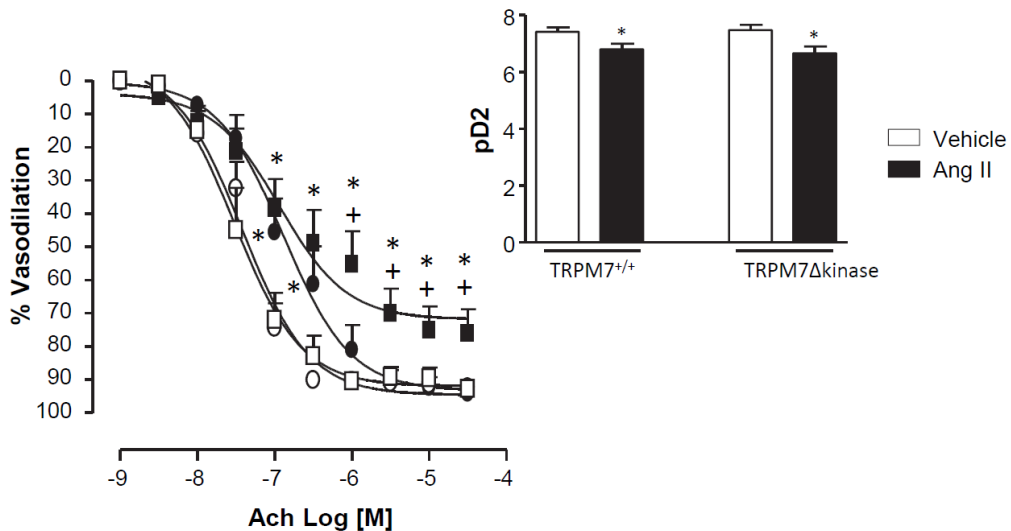 % Vasodilation
0
10
20
30
40
50
60
70
80
90
100
* * * * * *
+ + + +
* *
-9 -8 -7 -6 -5 -4
Ach Log [M]
pD2
8
6
4
2
0
* *
TRPM7+/+ TRPM7Δkinase
Vehicle
Ang II